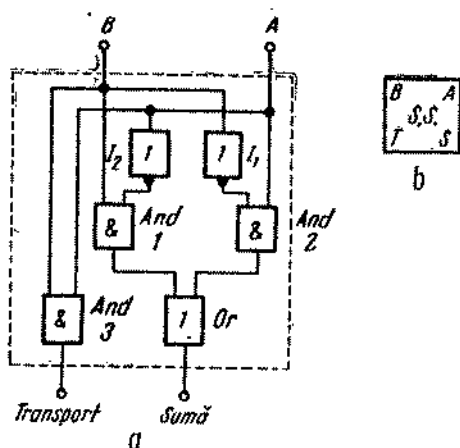 B A
I₂ 1 1 I₁
& And 1
& And 2
& And 3
1 Or
Transport Sumă
a
B A
S.S.
T S
b